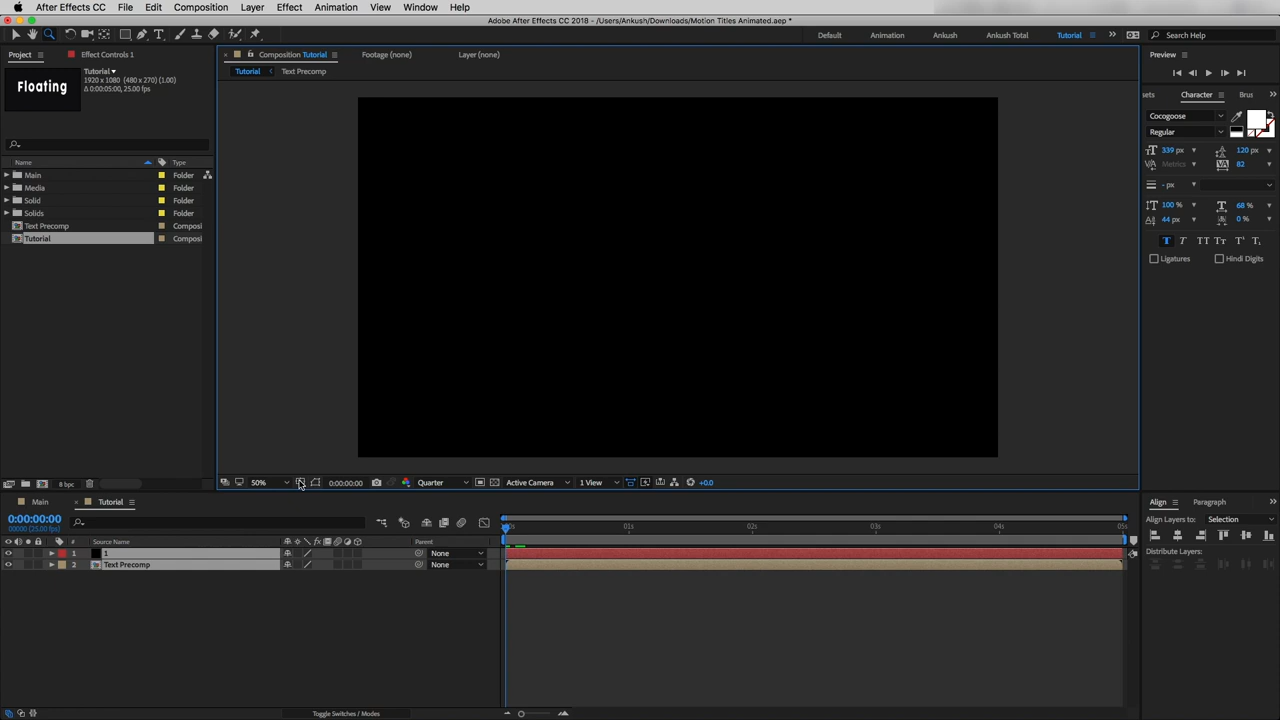 After Effects CC File Edit Composition Layer Effect Animation View Window Help
Adobe After Effects CC 2018 - /Users/Ankush/Downloads/Motion Titles Animated.aep *
Default Animation Ankush Ankush Total Tutorial Search Help
Project Effect Controls 1
Composition Tutorial Footage (none) Layer (none)
Preview
Tutorial Text Precomp
Floating
Tutorial
1920 x 1080 (480 x 270) (1.00)
Δ 0:00:05:00, 25.00 fps
sets Character Brus
Cocogoose
Regular
339 px 120 px
Metrics 82
- px
100 % 68 %
44 px 0 %
T T TT Tт T¹ T₁
Ligatures Hindi Digits
Name Type
Main Folder
Media Folder
Solid Folder
Solids Folder
Text Precomp Composi
Tutorial Composi
8 bpc
50% 0:00:00:00 Quarter Active Camera 1 View +0.0
Main Tutorial
0:00:00:00
00000 (25.00 fps)
# Source Name Parent
1 1 None
2 Text Precomp None
01s 02s 03s 04s 05s
Align Paragraph
Align Layers to: Selection
Distribute Layers:
Toggle Switches / Modes